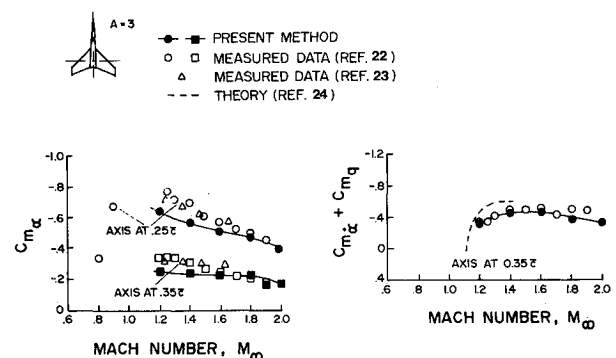 A=3
PRESENT METHOD
MEASURED DATA (REF. 22)
MEASURED DATA (REF. 23)
THEORY (REF. 24)
-1.0
-.8
-.6
-.4
-.2
0
Cmα
AXIS AT .25c̄
AXIS AT .35c̄
.6 .8 1.0 1.2 1.4 1.6 1.8 2.0
MACH NUMBER, M∞
-1.2
-.8
-.4
0
.4
Cmα̇ + Cmq
AXIS AT 0.35c̄
.6 .8 1.0 1.2 1.4 1.6 1.8 2.0
MACH NUMBER, M∞